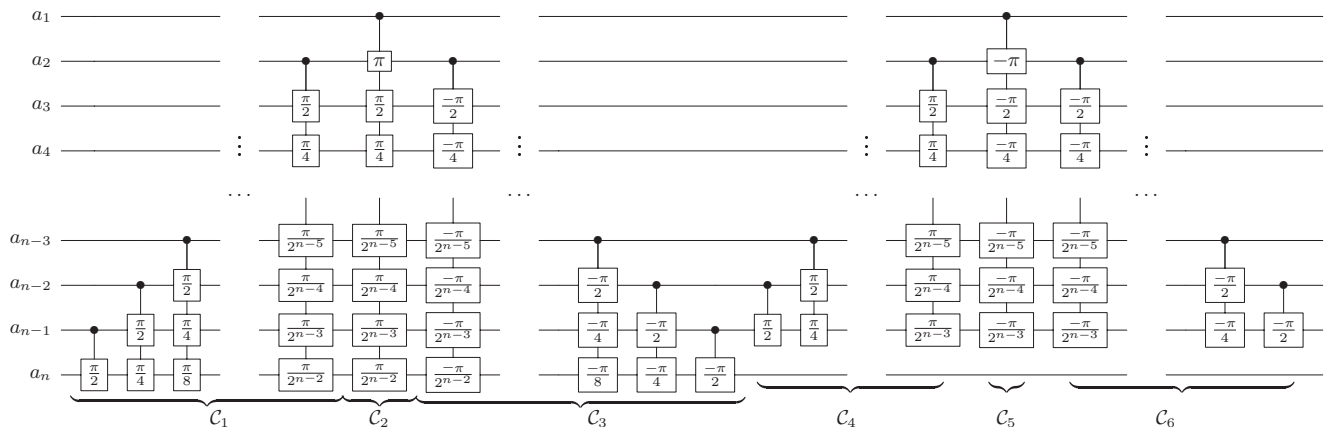 a_1
a_2 π −π
a_3 π/2 π/2 −π/2 π/2 −π/2 −π/2
a_4 ⋮ π/4 π/4 −π/4 ⋮ ⋮ π/4 −π/4 −π/4 ⋮
... ... ... ...
a_{n−3} π/2^{n−5} π/2^{n−5} −π/2^{n−5} π/2^{n−5} −π/2^{n−5} −π/2^{n−5}
a_{n−2} π/2 π/2^{n−4} π/2^{n−4} −π/2^{n−4} −π/2 π/2 π/2^{n−4} −π/2^{n−4} −π/2^{n−4} −π/2
a_{n−1} π/2 π/4 π/2^{n−3} π/2^{n−3} −π/2^{n−3} −π/4 −π/2 π/2 π/4 π/2^{n−3} −π/2^{n−3} −π/2^{n−3} −π/4 −π/2
a_n π/2 π/4 π/8 π/2^{n−2} π/2^{n−2} −π/2^{n−2} −π/8 −π/4 −π/2
C_1 C_2 C_3 C_4 C_5 C_6